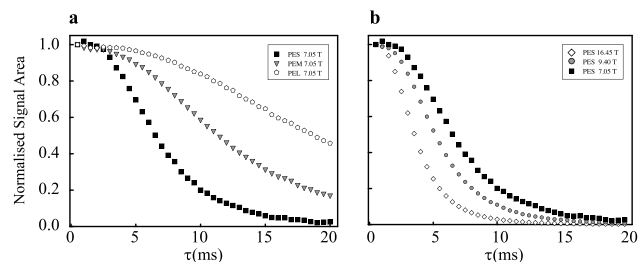 a
b
PES 7.05 T
PEM 7.05 T
PEL 7.05 T
PES 16.45 T
PES 9.40 T
PES 7.05 T
Normalised Signal Area
1.0
0.8
0.6
0.4
0.2
0.0
0 5 10 15 20
0 5 10 15 20
τ(ms)
τ(ms)